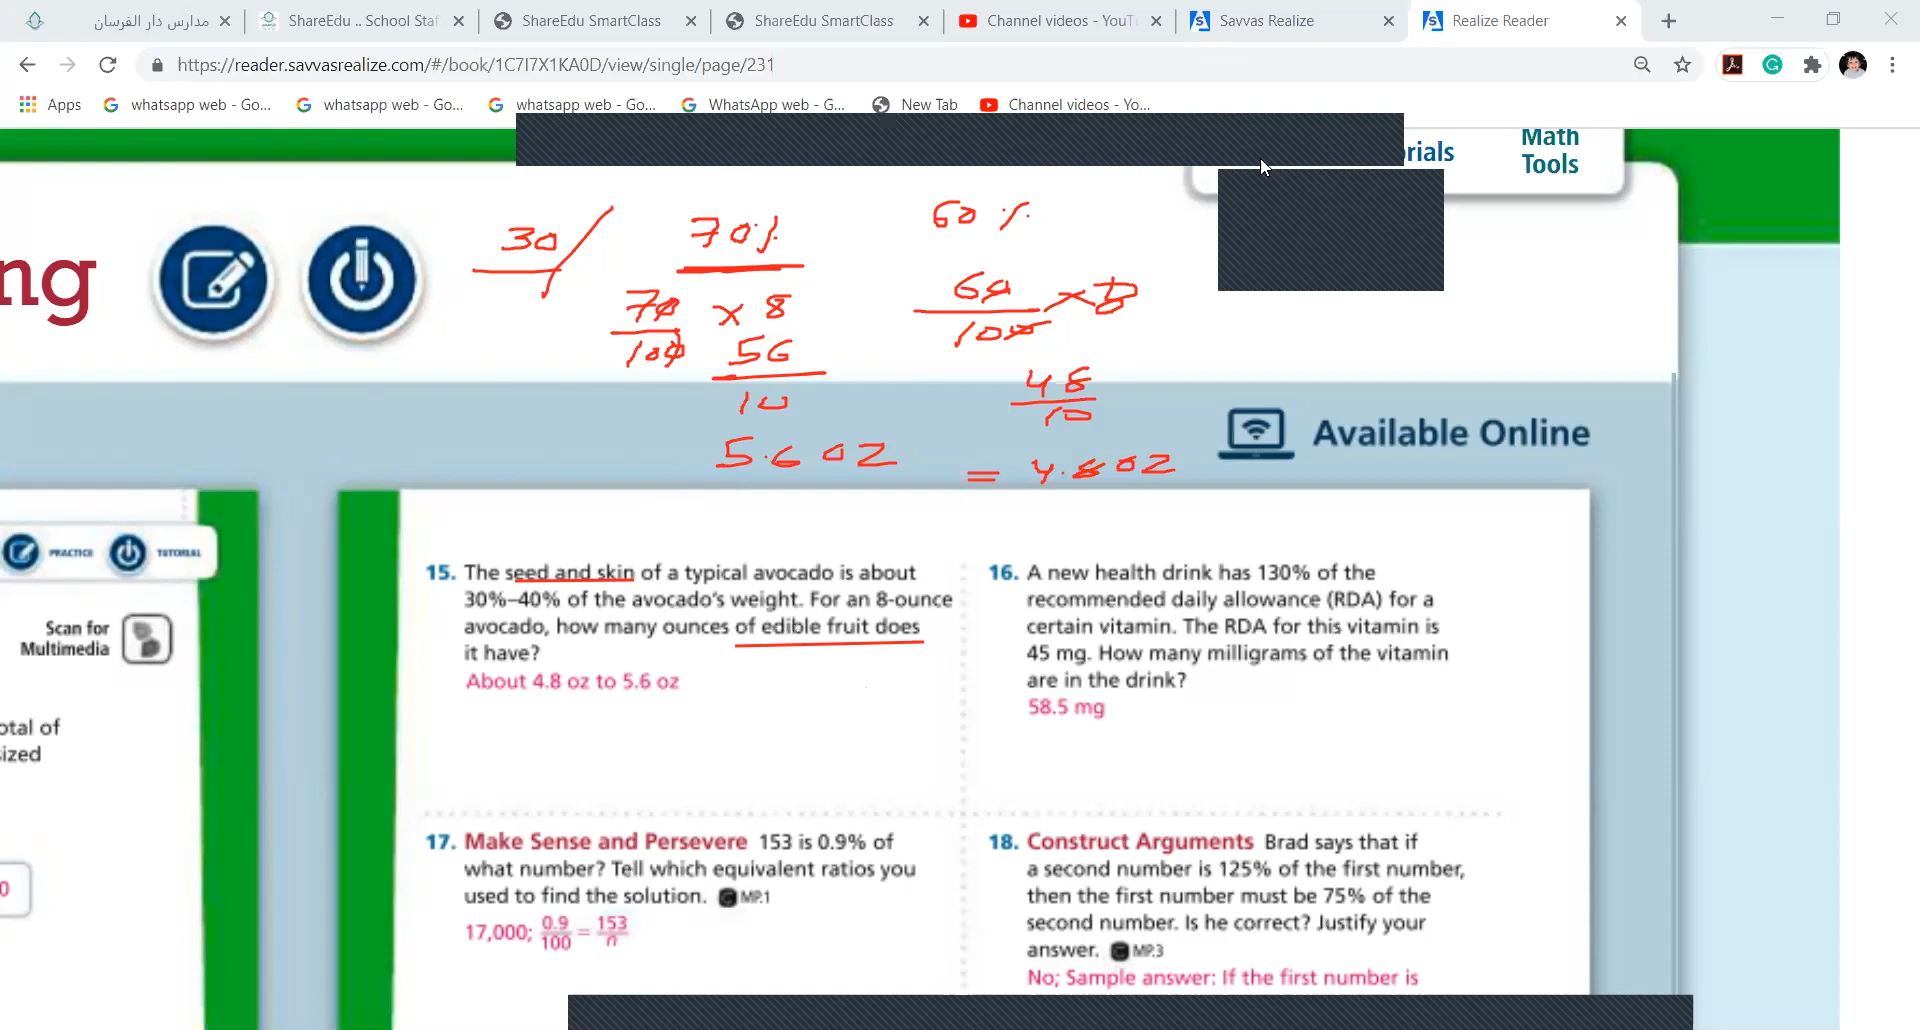 مدارس دار الفرسان
ShareEdu .. School Staf
ShareEdu SmartClass
ShareEdu SmartClass
Channel videos - YouTu
Savvas Realize
Realize Reader
https://reader.savvasrealize.com/#/book/1C7I7X1KA0D/view/single/page/231
Apps
whatsapp web - Go...
whatsapp web - Go...
whatsapp web - Go...
WhatsApp web - G...
New Tab
Channel videos - Yo...
orials
Math
Tools
ng
30
70%
60%
70/100 × 8
60/100 × 8
56/10
48/10
5.6 oz
= 4.8 oz
Available Online
PRACTICE
TUTORIAL
Scan for
Multimedia
otal of
ized
0
15. The seed and skin of a typical avocado is about
30%–40% of the avocado's weight. For an 8-ounce
avocado, how many ounces of edible fruit does
it have?
About 4.8 oz to 5.6 oz
16. A new health drink has 130% of the
recommended daily allowance (RDA) for a
certain vitamin. The RDA for this vitamin is
45 mg. How many milligrams of the vitamin
are in the drink?
58.5 mg
17. Make Sense and Persevere 153 is 0.9% of
what number? Tell which equivalent ratios you
used to find the solution. MP.1
17,000; 0.9/100 = 153/n
18. Construct Arguments Brad says that if
a second number is 125% of the first number,
then the first number must be 75% of the
second number. Is he correct? Justify your
answer. MP.3
No; Sample answer: If the first number is